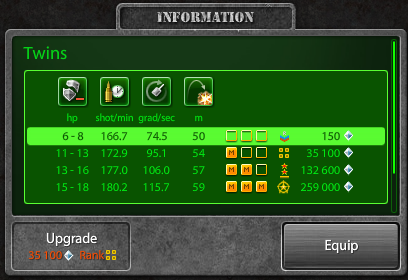 INFORMATION
Twins
hp shot/min grad/sec m
6 - 8 166.7 74.5 50 150
11 - 13 172.9 95.1 54 M 35 100
13 - 16 177.0 106.0 57 M M 132 600
15 - 18 180.2 115.7 59 M M M 259 000
Upgrade
35 100 Rank
Equip